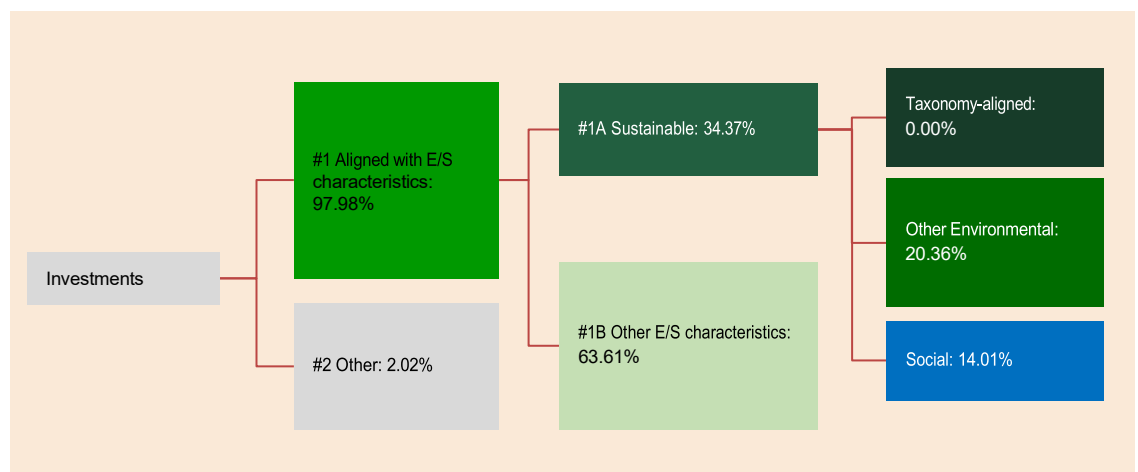 Investments
#1 Aligned with E/S
characteristics:
97.98%
#2 Other: 2.02%
#1A Sustainable: 34.37%
#1B Other E/S characteristics:
63.61%
Taxonomy-aligned:
0.00%
Other Environmental:
20.36%
Social: 14.01%